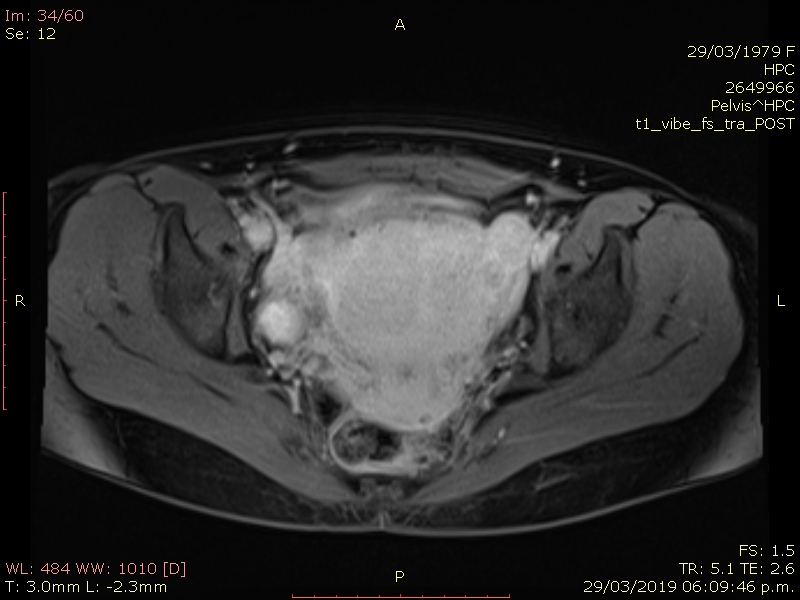 Im: 34/60
Se: 12
A
29/03/1979 F
HPC
2649966
Pelvis^HPC
t1_vibe_fs_tra_POST
R
L
WL: 484 WW: 1010 [D]
T: 3.0mm L: -2.3mm
P
FS: 1.5
TR: 5.1 TE: 2.6
29/03/2019 06:09:46 p.m.